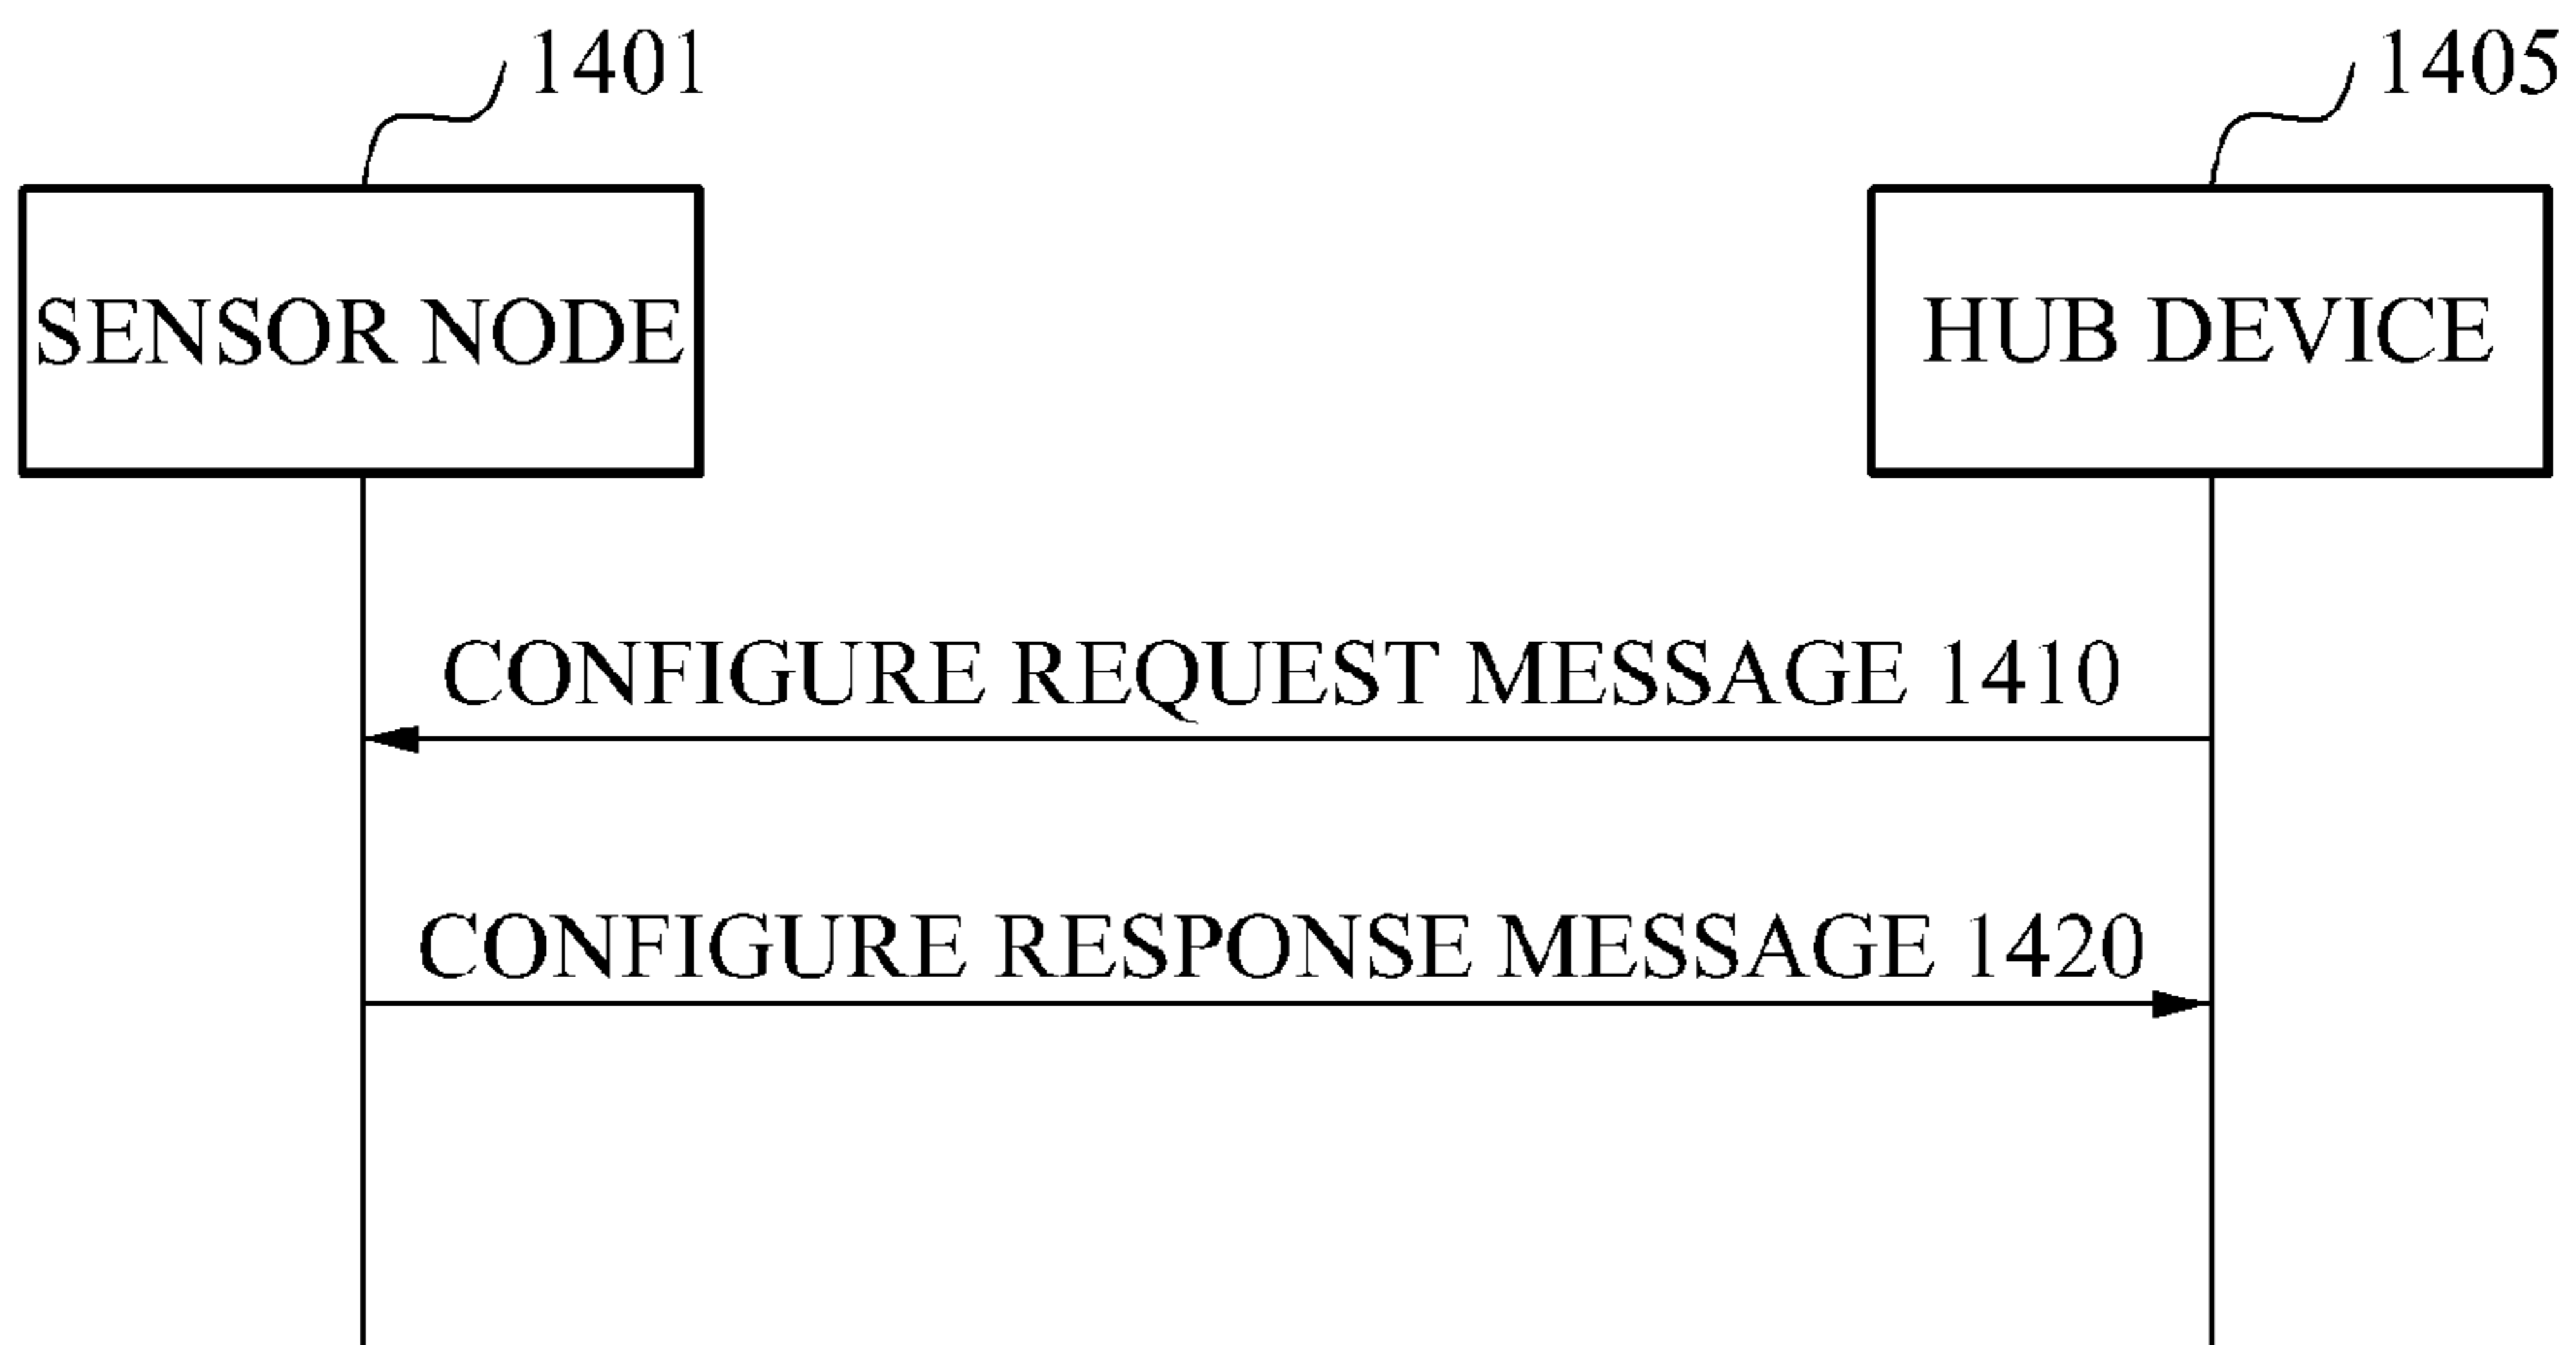 1401
1405
SENSOR NODE
HUB DEVICE
CONFIGURE REQUEST MESSAGE 1410
CONFIGURE RESPONSE MESSAGE 1420